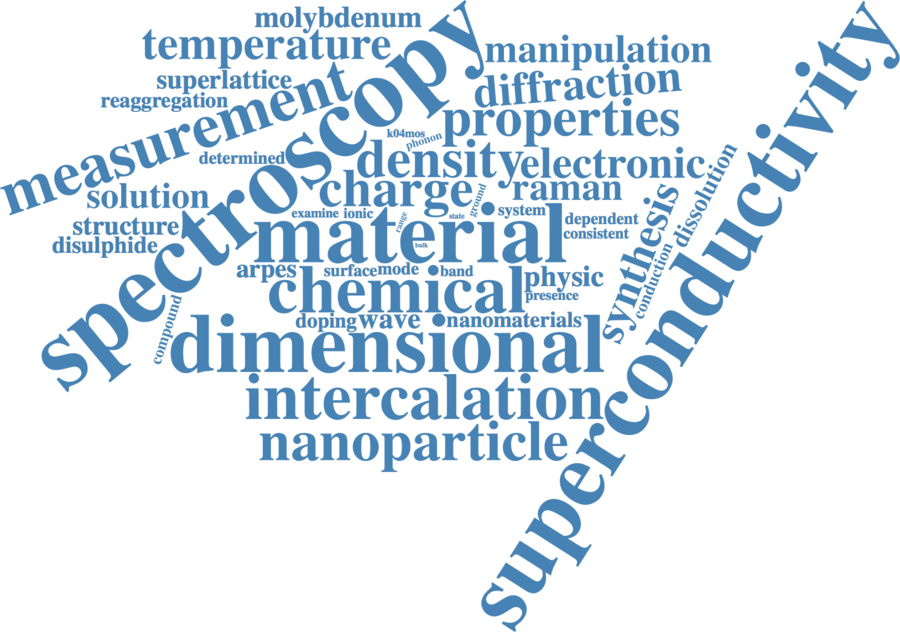 molybdenum
temperature
manipulation
superlattice
diffraction
reaggregation
measurement
spectroscopy
superconductivity
properties
k04mos
phonon
determined
density
electronic
charge
raman
solution
ground
synthesis
dissolution
examine
ionic
range
state
system
structure
material
dependent
disulphide
bulk
consistent
arpes
surface
mode
band
physic
conduction
chemical
presence
compound
doping
wave
nanomaterials
dimensional
intercalation
nanoparticle